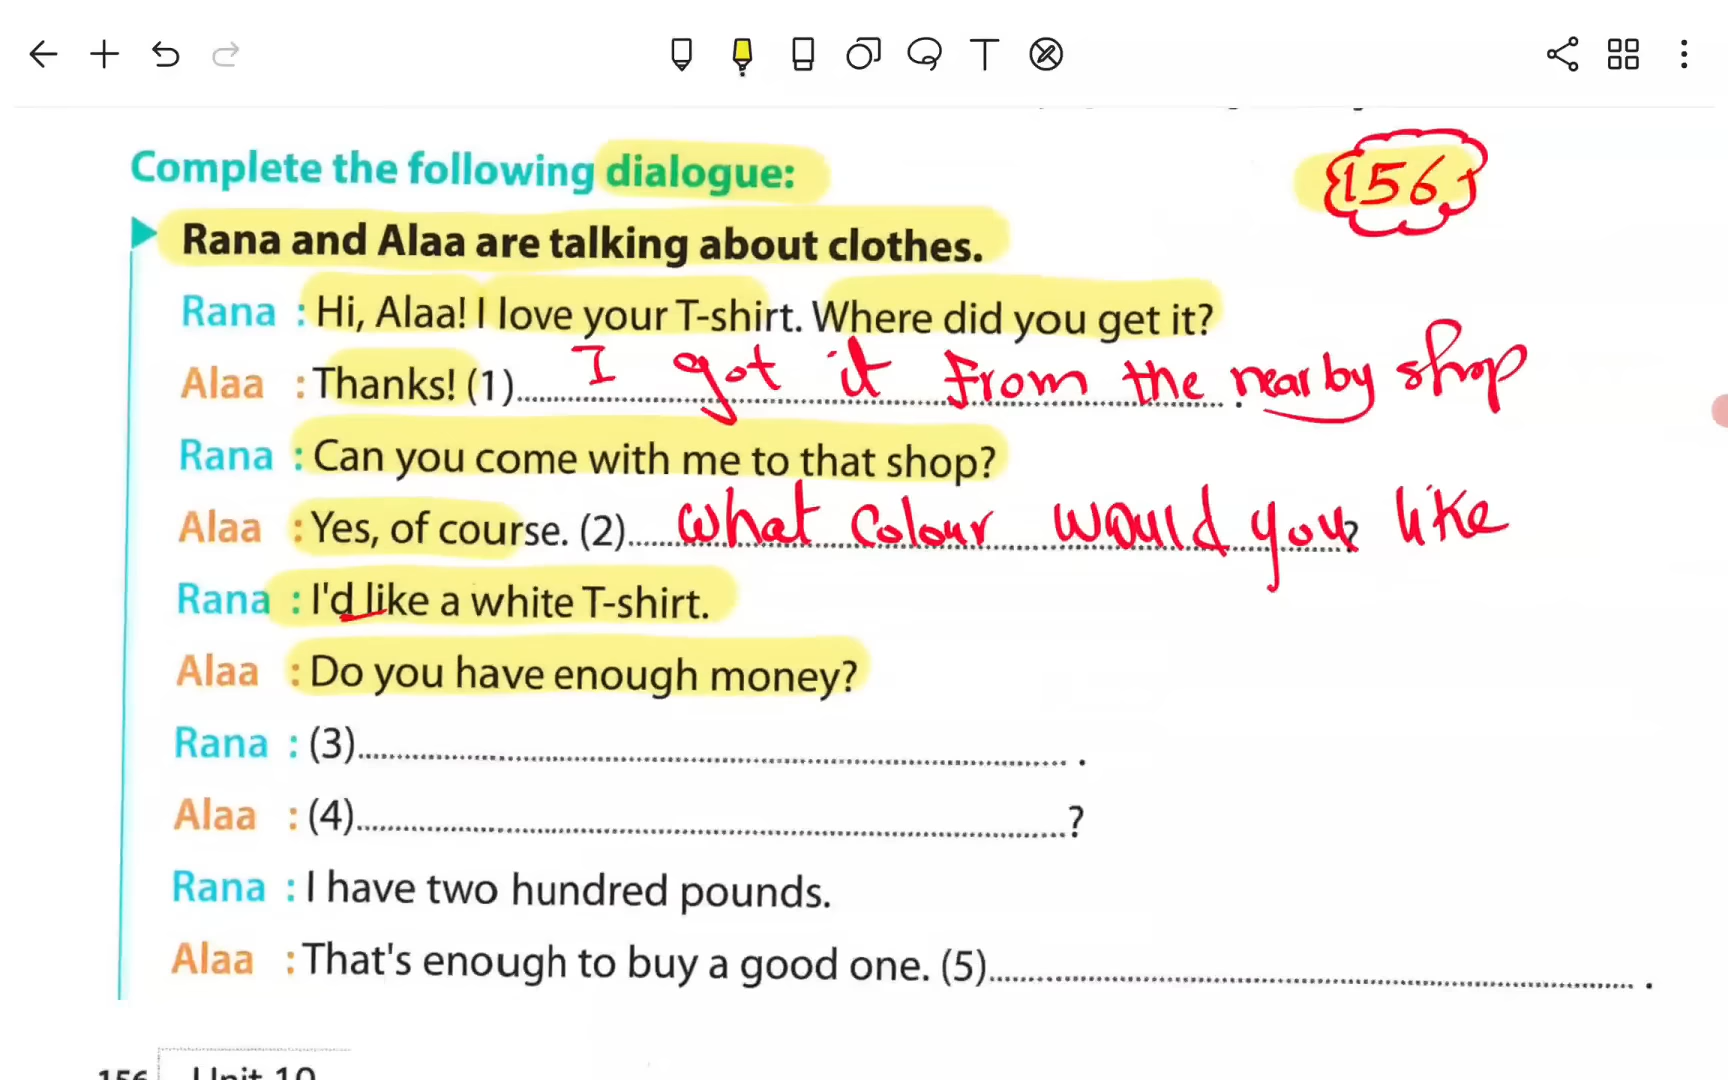 Complete the following dialogue:
156
Rana and Alaa are talking about clothes.
Rana : Hi, Alaa! I love your T-shirt. Where did you get it?
Alaa : Thanks! (1).......... I got it from the nearby shop
Rana : Can you come with me to that shop?
Alaa : Yes, of course. (2).......... What Colour would you like ?
Rana : I'd like a white T-shirt.
Alaa : Do you have enough money?
Rana : (3).......... .
Alaa : (4)..........?
Rana : I have two hundred pounds.
Alaa : That's enough to buy a good one. (5).......... .
156 Unit 10